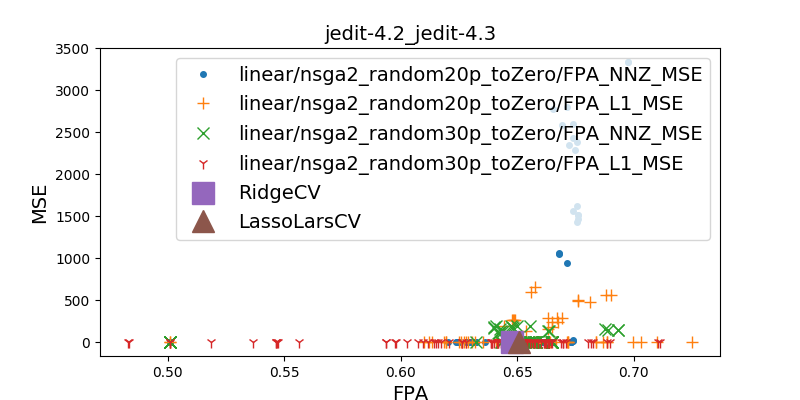 jedit-4.2_jedit-4.3
3500
3000
2500
2000
1500
1000
500
0
MSE
linear/nsga2_random20p_toZero/FPA_NNZ_MSE
linear/nsga2_random20p_toZero/FPA_L1_MSE
linear/nsga2_random30p_toZero/FPA_NNZ_MSE
linear/nsga2_random30p_toZero/FPA_L1_MSE
RidgeCV
LassoLarsCV
0.50 0.55 0.60 0.65 0.70
FPA